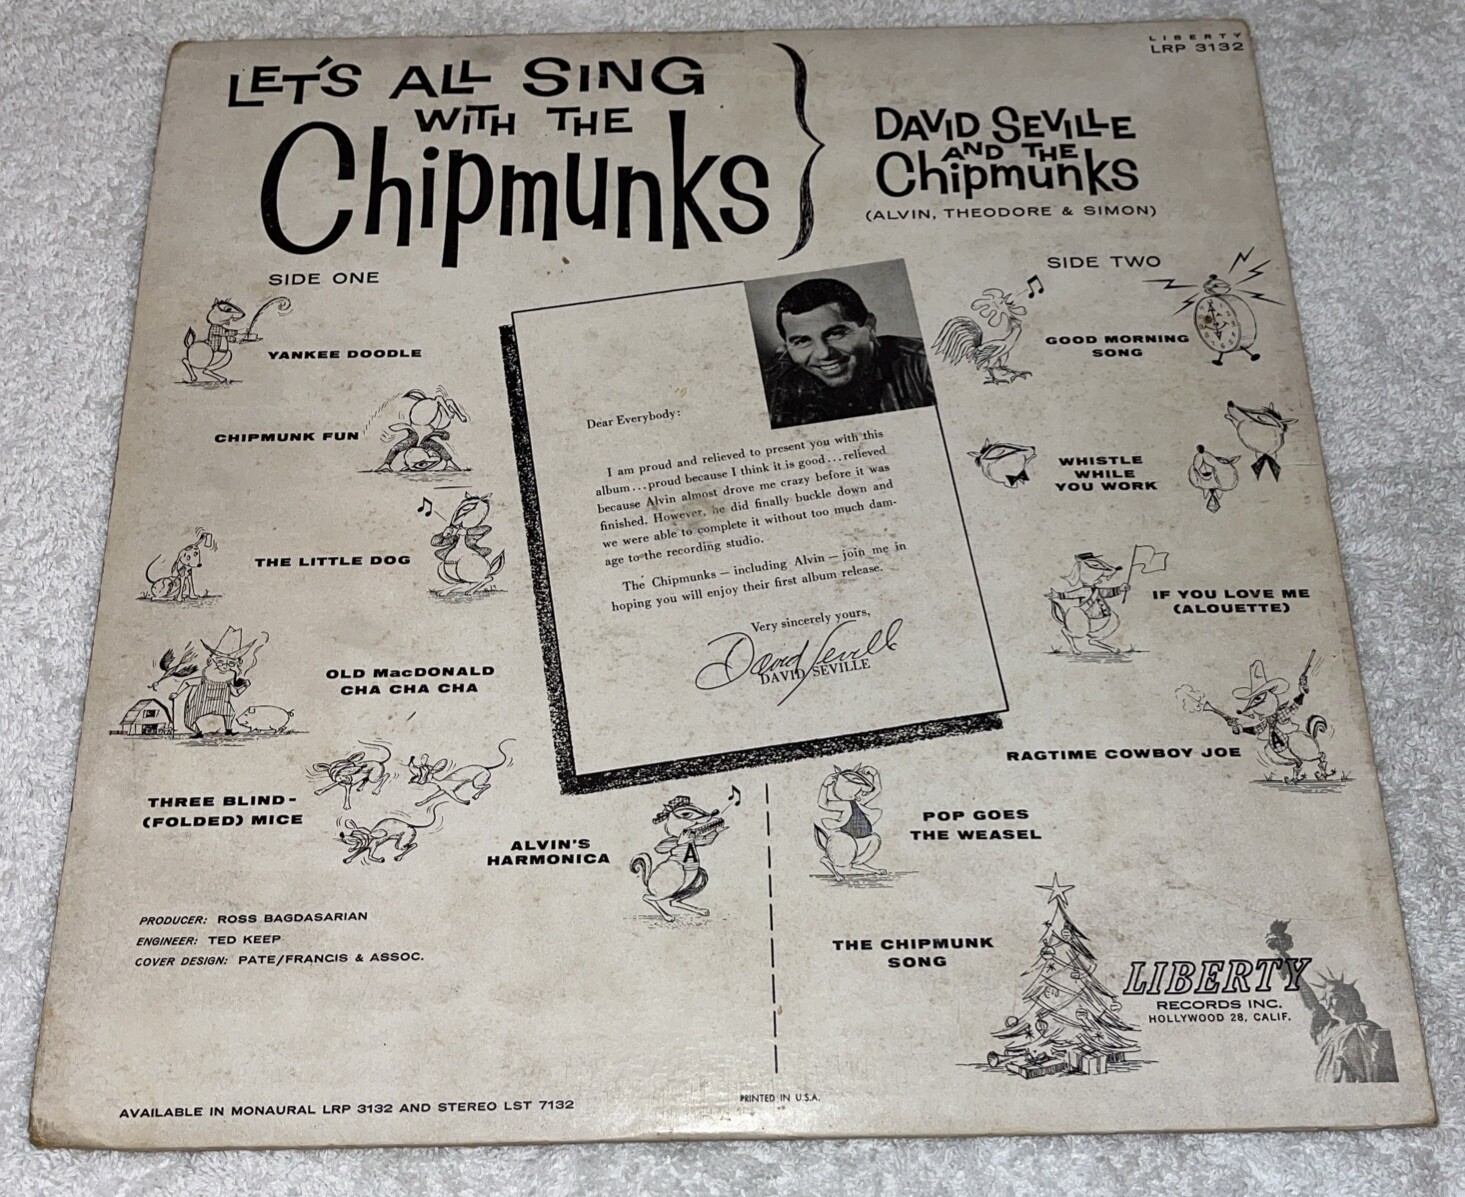 LIBERTY
LRP 3132
LET'S ALL SING
WITH THE
Chipmunks
DAVID SEVILLE
AND THE
Chipmunks
(ALVIN, THEODORE & SIMON)
SIDE ONE
YANKEE DOODLE
CHIPMUNK FUN
THE LITTLE DOG
OLD MacDONALD
CHA CHA CHA
THREE BLIND-
(FOLDED) MICE
ALVIN'S
HARMONICA
A
PRODUCER: ROSS BAGDASARIAN
ENGINEER: TED KEEP
COVER DESIGN: PATE/FRANCIS & ASSOC.
AVAILABLE IN MONAURAL LRP 3132 AND STEREO LST 7132
Dear Everybody:
I am proud and relieved to present you with this
album...proud because I think it is good...relieved
because Alvin almost drove me crazy before it was
finished. However, he did finally buckle down and
we were able to complete it without too much dam-
age to the recording studio.
The Chipmunks – including Alvin – join me in
hoping you will enjoy their first album release.
Very sincerely yours,
David Seville
DAVID SEVILLE
SIDE TWO
GOOD MORNING
SONG
WHISTLE
WHILE
YOU WORK
IF YOU LOVE ME
(ALOUETTE)
RAGTIME COWBOY JOE
A
POP GOES
THE WEASEL
THE CHIPMUNK
SONG
LIBERTY
RECORDS INC.
HOLLYWOOD 28, CALIF.
PRINTED IN U.S.A.